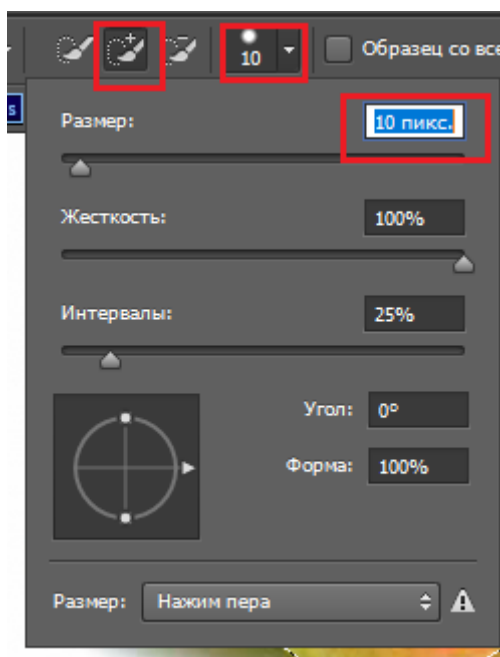 10
Образец со все
s
Размер:
10 пикс.
Жесткость:
100%
Интервалы:
25%
Угол:
0°
Форма:
100%
Размер:
Нажим пера